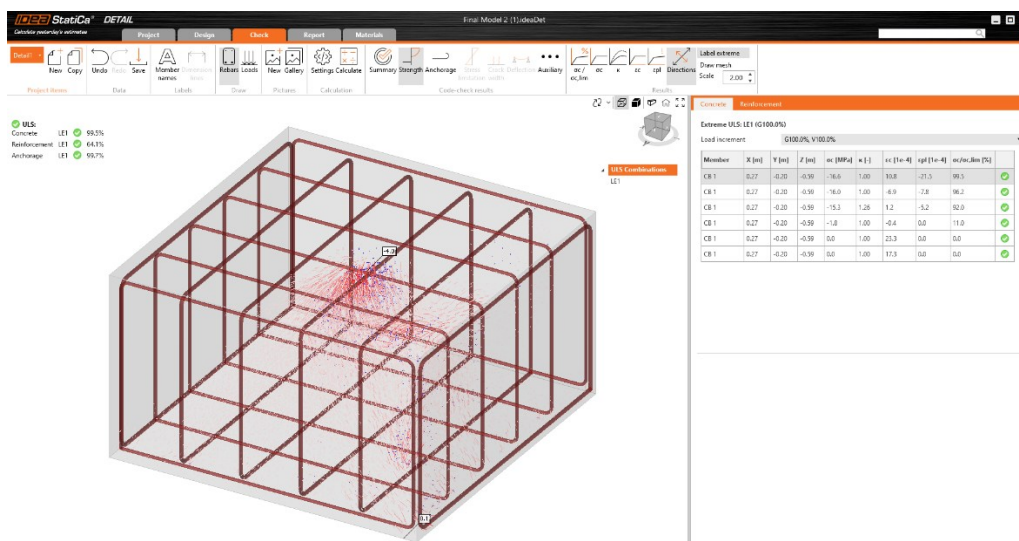 IDEA StatiCa® DETAIL
Calculate yesterday's estimates
Final Model 2 (1).ideaDet
Project Design Check Report Materials
Detail1
New Copy Undo Redo Save Member names Dimension lines Rebars Loads New Gallery Settings Calculate Summary Strength Anchorage Stress limitation Crack width Deflection Auxiliary σc / σc,lim σc κ εc εpl Directions
Label extreme
Draw mesh
Scale 2.00
Project items Data Labels Draw Pictures Calculation Code-check results Results
ULS:
Concrete LE1 99.5%
Reinforcement LE1 64.1%
Anchorage LE1 99.7%
ULS Combinations
LE1
-4.3
0.1
Concrete Reinforcement
Extreme ULS: LE1 (G100.0%)
Load increment G100.0%, V100.0%
Member X [m] Y [m] Z [m] σc [MPa] κ [-] εc [1e-4] εpl [1e-4] σc/σc,lim [%]
CB 1 0.27 -0.20 -0.59 -16.6 1.00 10.8 -21.5 99.5
CB 1 0.27 -0.20 -0.59 -16.0 1.00 -6.9 -7.8 96.2
CB 1 0.27 -0.20 -0.59 -15.3 1.26 1.2 -5.2 92.0
CB 1 0.27 -0.20 -0.59 -1.8 1.00 -0.4 0.0 11.0
CB 1 0.27 -0.20 -0.59 0.0 1.00 23.3 0.0 0.0
CB 1 0.27 -0.20 -0.59 0.0 1.00 17.3 0.0 0.0